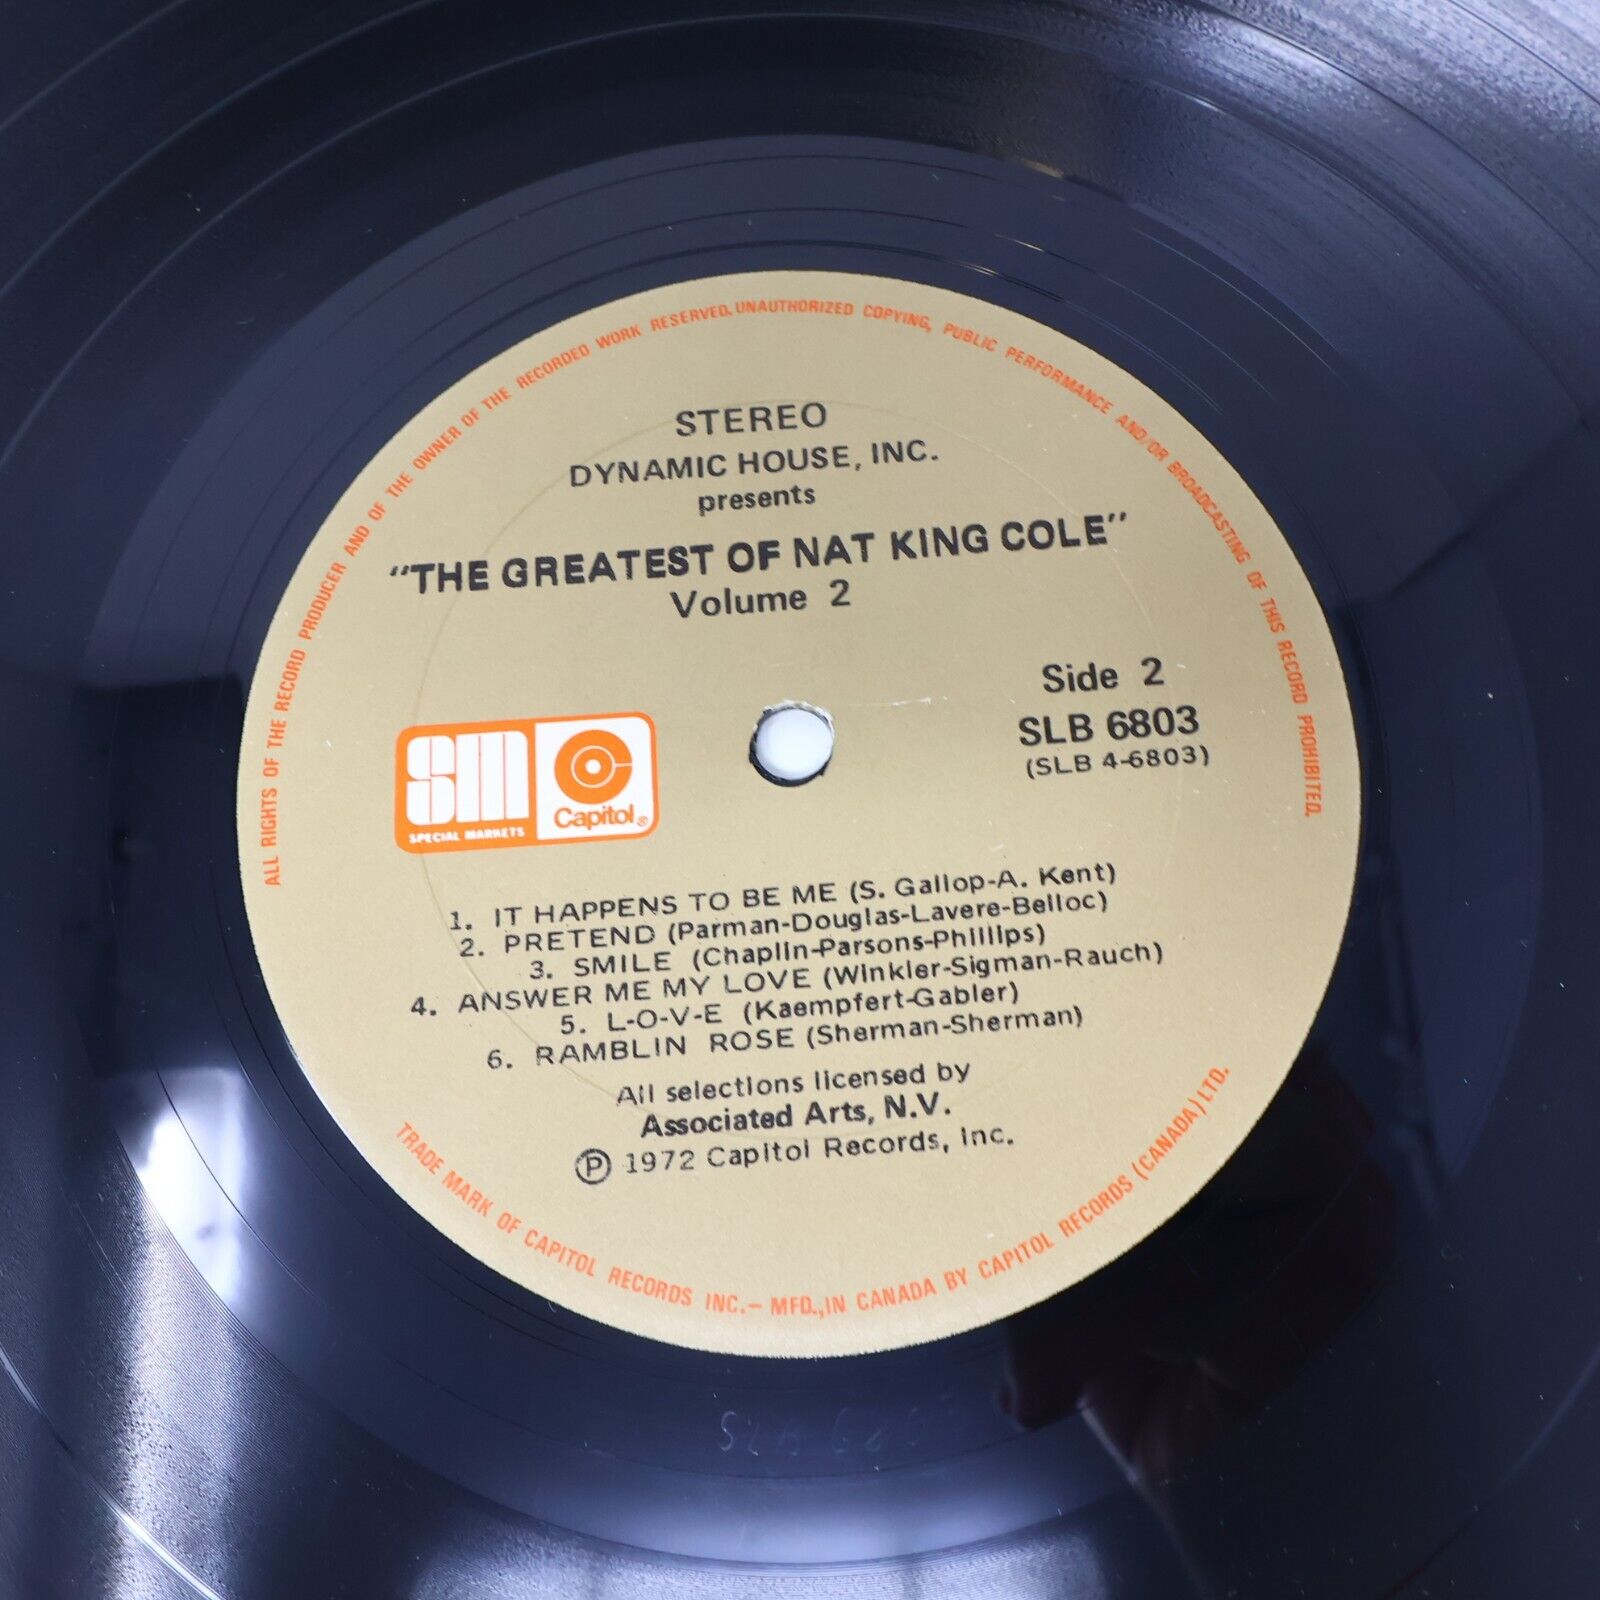 ALL RIGHTS OF THE RECORD PRODUCER AND OF THE OWNER OF THE RECORDED WORK RESERVED. UNAUTHORIZED COPYING, PUBLIC PERFORMANCE AND/OR BROADCASTING OF THIS RECORD PROHIBITED.
STEREO
DYNAMIC HOUSE, INC.
presents
"THE GREATEST OF NAT KING COLE"
Volume 2
Side 2
SLB 6803
(SLB 4-6803)
SM
SPECIAL MARKETS
Capitol®
1. IT HAPPENS TO BE ME (S. Gallop-A. Kent)
2. PRETEND (Parman-Douglas-Lavere-Belloc)
3. SMILE (Chaplin-Parsons-Phillips)
4. ANSWER ME MY LOVE (Winkler-Sigman-Rauch)
5. L-O-V-E (Kaempfert-Gabler)
6. RAMBLIN ROSE (Sherman-Sherman)
All selections licensed by
Associated Arts, N.V.
Ⓟ 1972 Capitol Records, Inc.
TRADE MARK OF CAPITOL RECORDS INC.– MFD., IN CANADA BY CAPITOL RECORDS (CANADA) LTD.